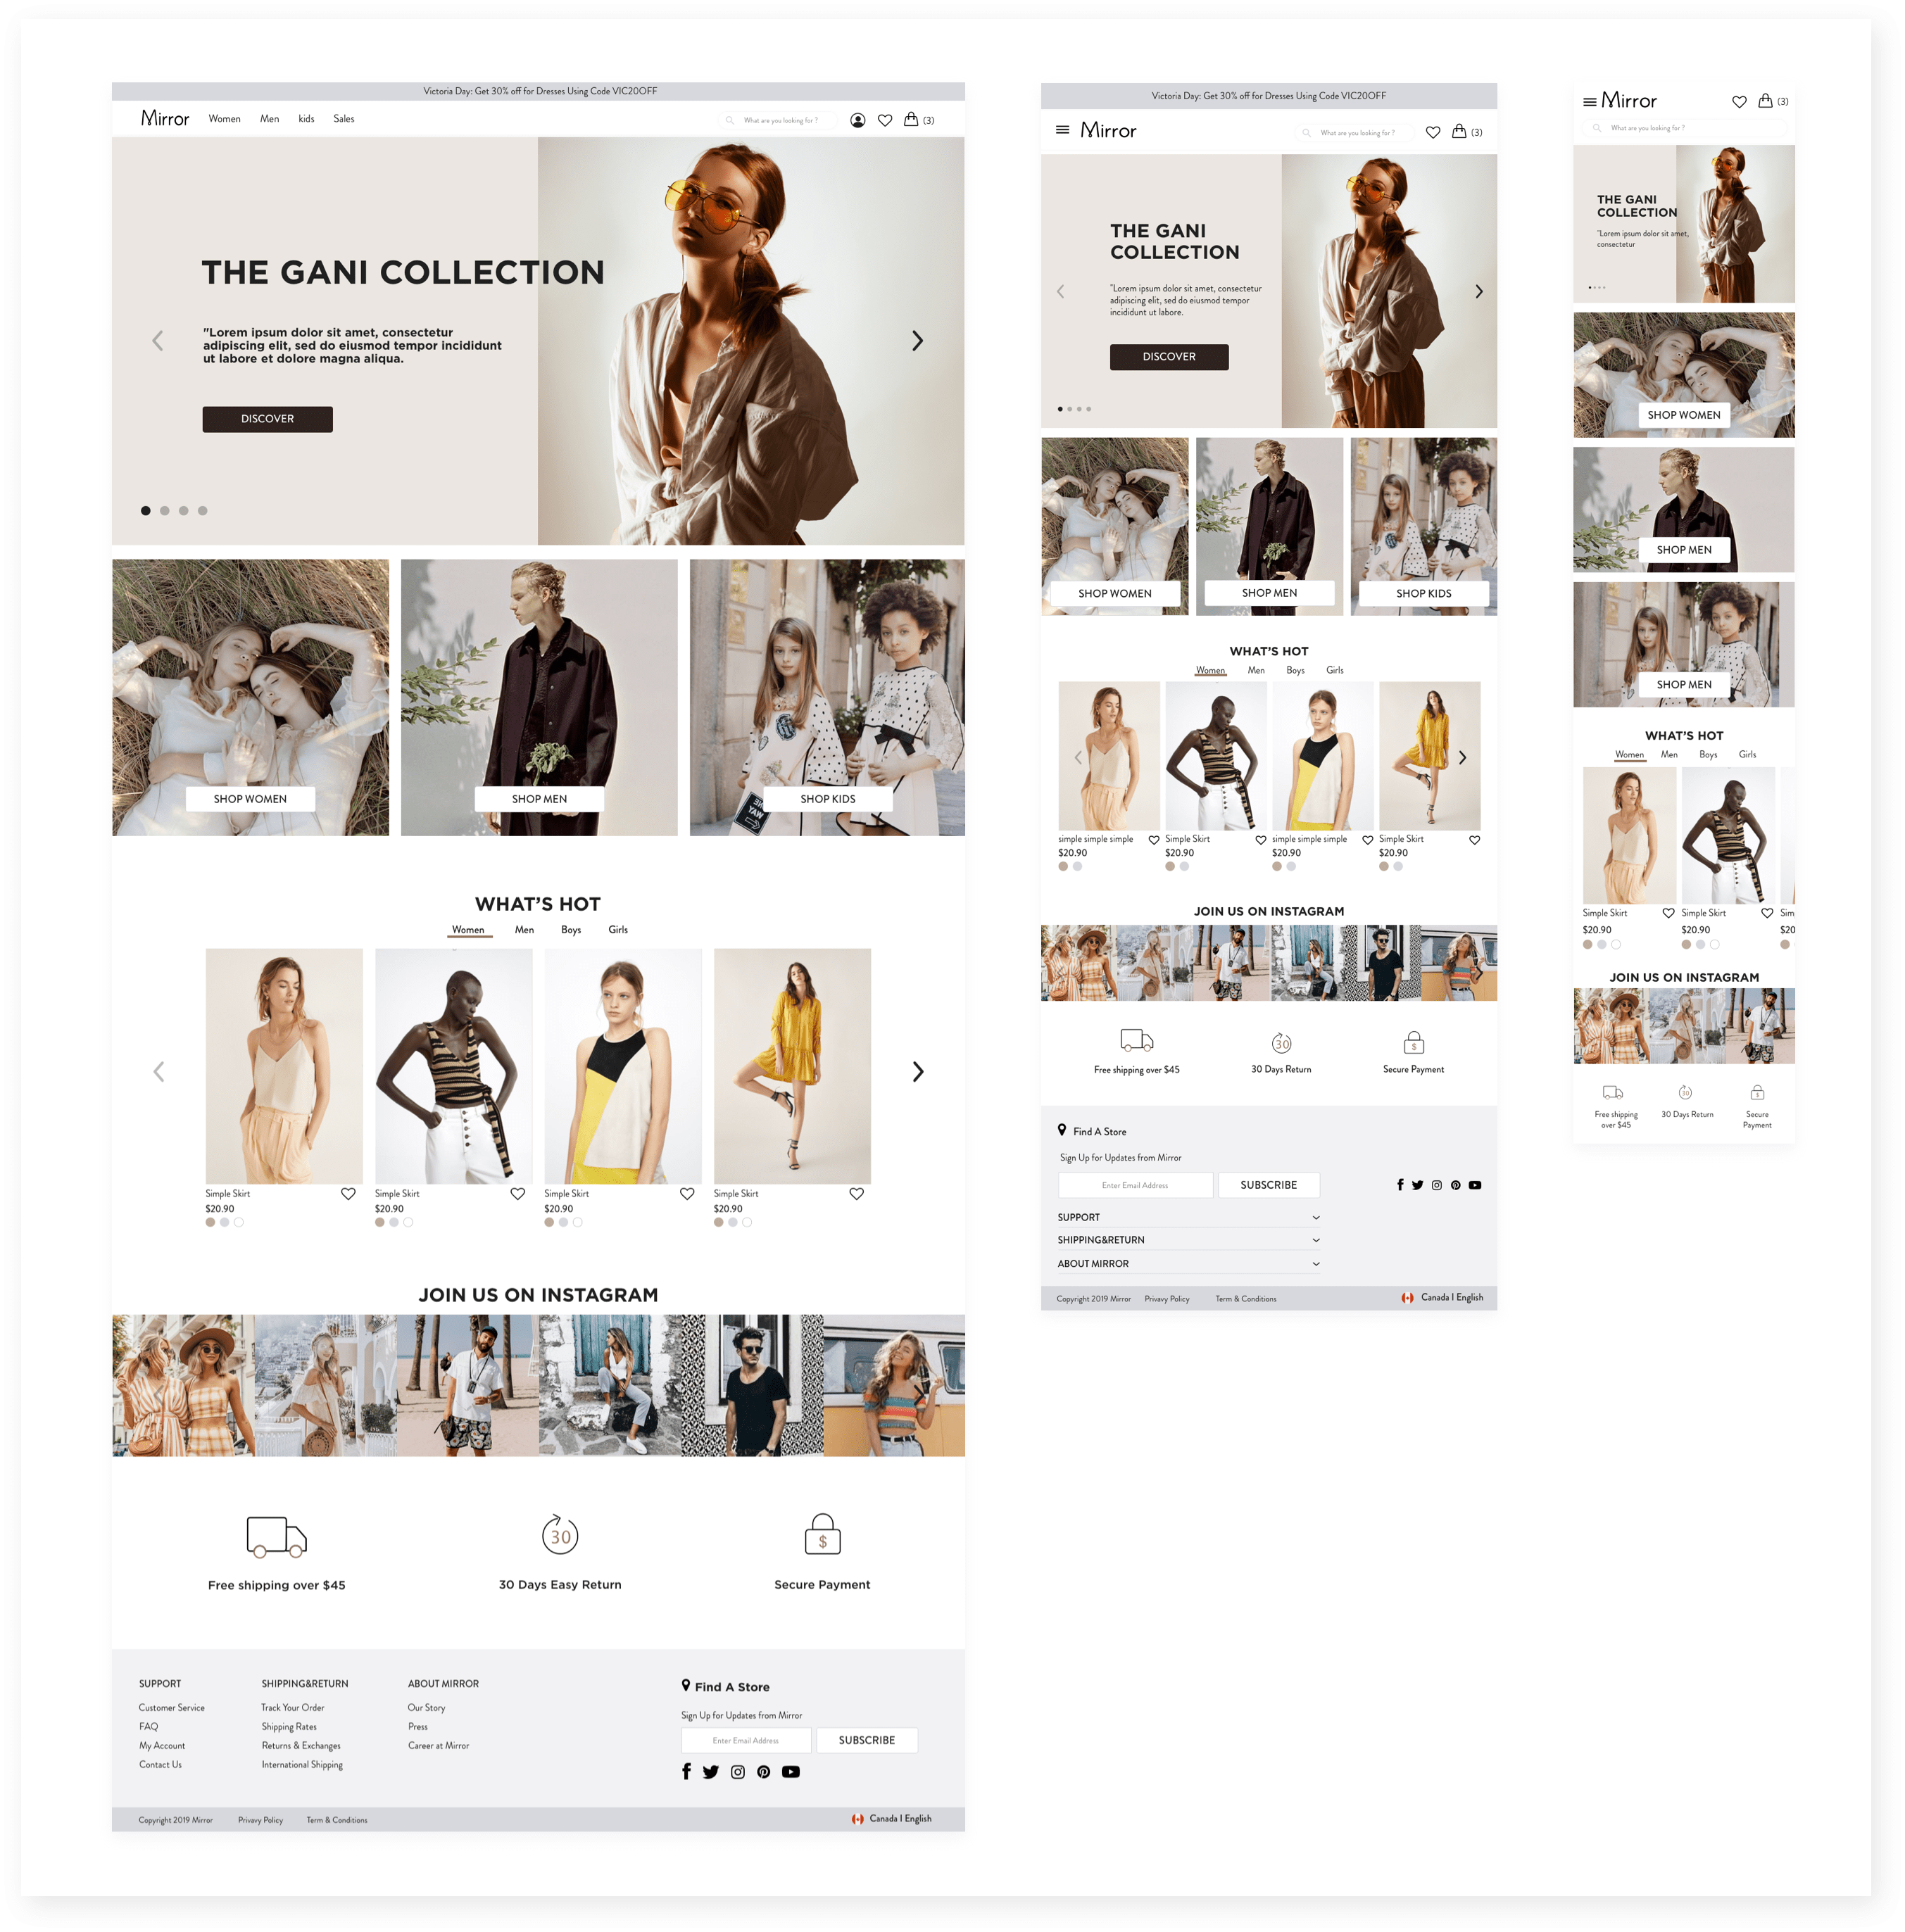 Victoria Day: Get 30% off for Dresses Using Code VIC20OFF
Mirror
Women
Men
kids
Sales
What are you looking for ?
(3)
THE GANI COLLECTION
"Lorem ipsum dolor sit amet, consectetur
adipiscing elit, sed do eiusmod tempor incididunt
ut labore et dolore magna aliqua.
DISCOVER
SHOP WOMEN
SHOP MEN
SHOP KIDS
WHAT'S HOT
Women
Men
Boys
Girls
Simple Skirt
$20.90
Simple Skirt
$20.90
Simple Skirt
$20.90
Simple Skirt
$20.90
JOIN US ON INSTAGRAM
30
$
Free shipping over $45
30 Days Easy Return
Secure Payment
SUPPORT
Customer Service
FAQ
My Account
Contact Us
SHIPPING&RETURN
Track Your Order
Shipping Rates
Returns & Exchanges
International Shipping
ABOUT MIRROR
Our Story
Press
Career at Mirror
Find A Store
Sign Up for Updates from Mirror
Enter Email Address
SUBSCRIBE
Copyright 2019 Mirror
Privavy Policy
Term & Conditions
Canada I English
Victoria Day: Get 30% off for Dresses Using Code VIC20OFF
Mirror
What are you looking for ?
(3)
THE GANI
COLLECTION
"Lorem ipsum dolor sit amet, consectetur
adipiscing elit, sed do eiusmod tempor
incididunt ut labore.
DISCOVER
SHOP WOMEN
SHOP MEN
SHOP KIDS
WHAT'S HOT
Women
Men
Boys
Girls
simple simple simple
$20.90
Simple Skirt
$20.90
simple simple simple
$20.90
Simple Skirt
$20.90
JOIN US ON INSTAGRAM
30
$
Free shipping over $45
30 Days Return
Secure Payment
Find A Store
Sign Up for Updates from Mirror
Enter Email Address
SUBSCRIBE
SUPPORT
SHIPPING&RETURN
ABOUT MIRROR
Copyright 2019 Mirror
Privavy Policy
Term & Conditions
Canada I English
Mirror
(3)
What are you looking for ?
THE GANI
COLLECTION
"Lorem ipsum dolor sit amet,
consectetur
SHOP WOMEN
SHOP MEN
SHOP MEN
WHAT'S HOT
Women
Men
Boys
Girls
Simple Skirt
$20.90
Simple Skirt
$20.90
Sim
$20
JOIN US ON INSTAGRAM
30
$
Free shipping
over $45
30 Days Return
Secure
Payment